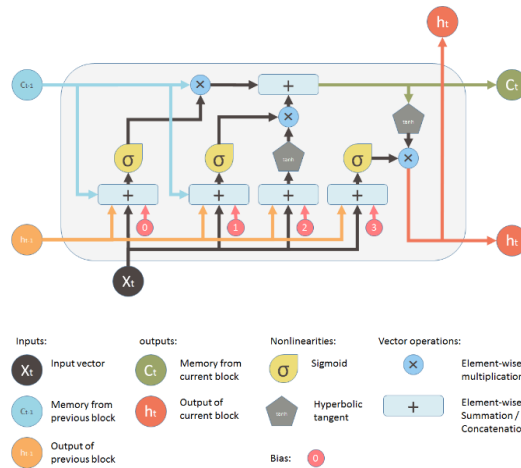 ht
Ct-1
×
+
Ct
tanh
×
tanh
σ
σ
σ
×
+
+
+
+
0
1
2
3
ht-1
ht
Xt
Inputs:
outputs:
Nonlinearities:
Vector operations:
Xt
Input vector
Ct
Memory from
current block
σ
Sigmoid
×
Element-wise
multiplication
Ct-1
Memory from
previous block
ht
Output of
current block
Hyperbolic
tangent
+
Element-wise
Summation /
Concatenation
ht-1
Output of
previous block
Bias:
0